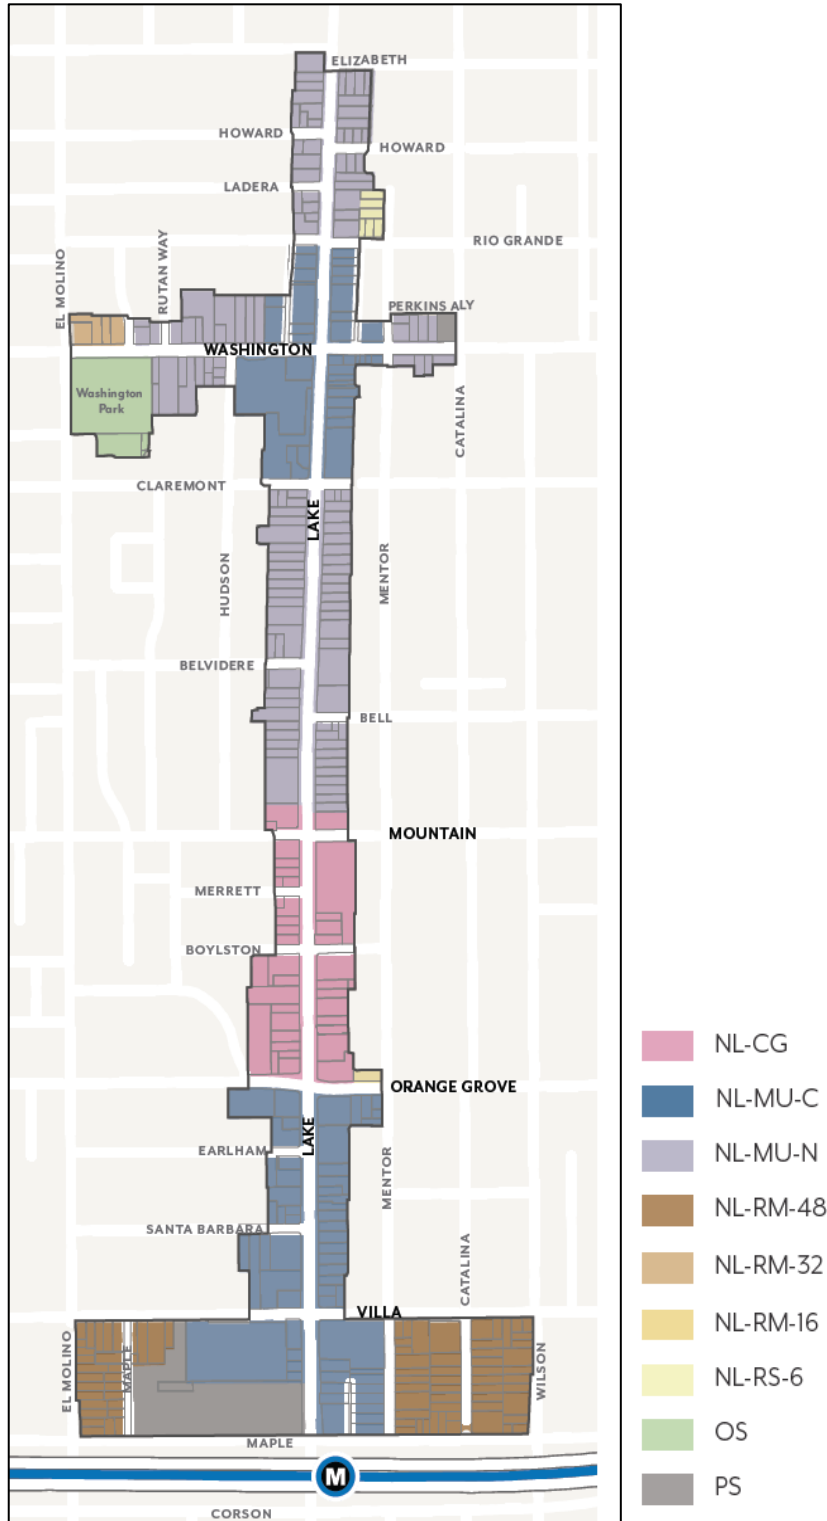 ELIZABETH
HOWARD
HOWARD
LADERA
RIO GRANDE
EL MOLINO
RUTAN WAY
PERKINS ALY
WASHINGTON
Washington
Park
CATALINA
CLAREMONT
LAKE
HUDSON
MENTOR
BELVIDERE
BELL
MOUNTAIN
MERRETT
BOYLSTON
ORANGE GROVE
LAKE
EARLHAM
MENTOR
SANTA BARBARA
CATALINA
VILLA
EL MOLINO
MAPLE
WILSON
MAPLE
M
CORSON
NL-CG
NL-MU-C
NL-MU-N
NL-RM-48
NL-RM-32
NL-RM-16
NL-RS-6
OS
PS